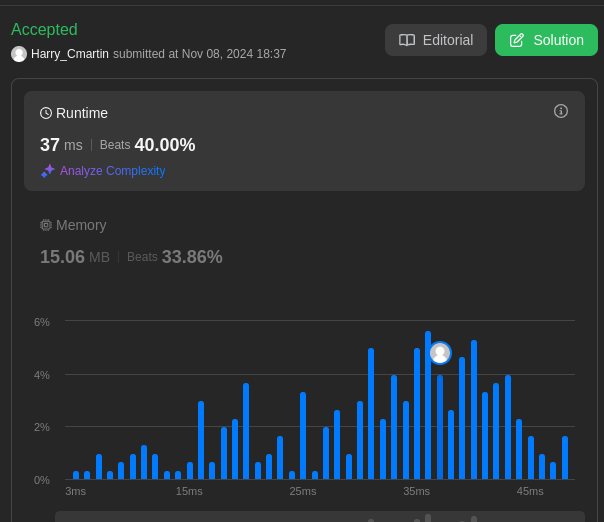 Accepted
Editorial
Solution
Harry_Cmartin submitted at Nov 08, 2024 18:37
Runtime
37 ms | Beats 40.00%
Analyze Complexity
Memory
15.06 MB | Beats 33.86%
6%
4%
2%
0%
3ms 15ms 25ms 35ms 45ms